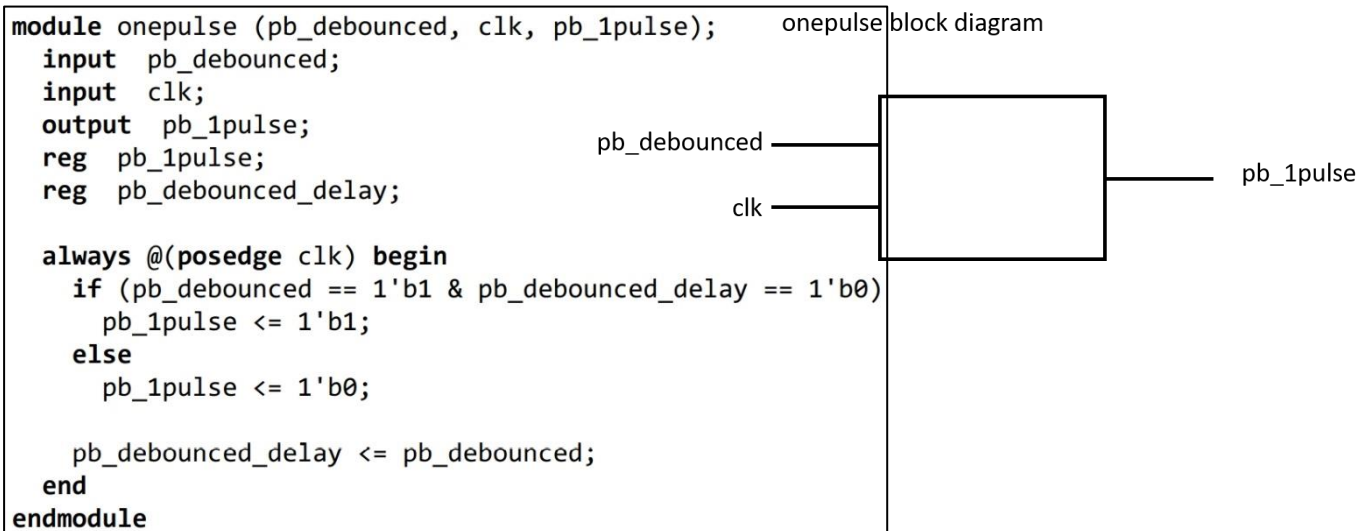 module onepulse (pb_debounced, clk, pb_1pulse);
input pb_debounced;
input clk;
output pb_1pulse;
reg pb_1pulse;
reg pb_debounced_delay;
always @(posedge clk) begin
if (pb_debounced == 1'b1 & pb_debounced_delay == 1'b0)
pb_1pulse <= 1'b1;
else
pb_1pulse <= 1'b0;
pb_debounced_delay <= pb_debounced;
end
endmodule
onepulse block diagram
pb_debounced
clk
pb_1pulse